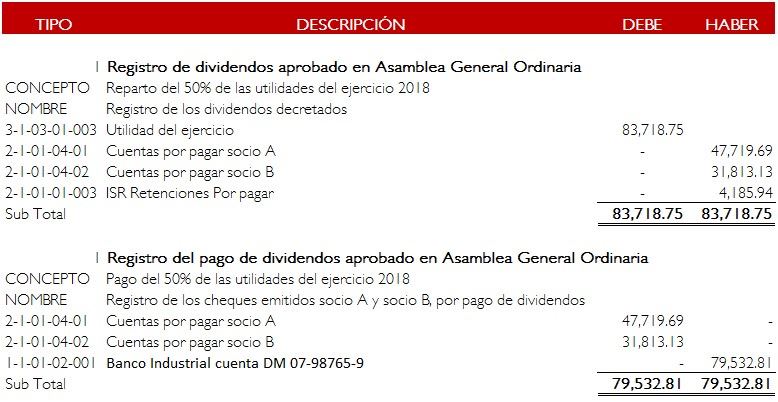 TIPO DESCRIPCIÓN DEBE HABER
1 Registro de dividendos aprobado en Asamblea General Ordinaria
CONCEPTO Reparto del 50% de las utilidades del ejercicio 2018
NOMBRE Registro de los dividendos decretados
3-1-03-01-003 Utilidad del ejercicio 83,718.75
2-1-01-04-01 Cuentas por pagar socio A - 47,719.69
2-1-01-04-02 Cuentas por pagar socio B - 31,813.13
2-1-01-01-003 ISR Retenciones Por pagar - 4,185.94
Sub Total 83,718.75 83,718.75
1 Registro del pago de dividendos aprobado en Asamblea General Ordinaria
CONCEPTO Pago del 50% de las utilidades del ejercicio 2018
NOMBRE Registro de los cheques emitidos socio A y socio B, por pago de dividendos
2-1-01-04-01 Cuentas por pagar socio A 47,719.69 -
2-1-01-04-02 Cuentas por pagar socio B 31,813.13 -
1-1-01-02-001 Banco Industrial cuenta DM 07-98765-9 - 79,532.81
Sub Total 79,532.81 79,532.81